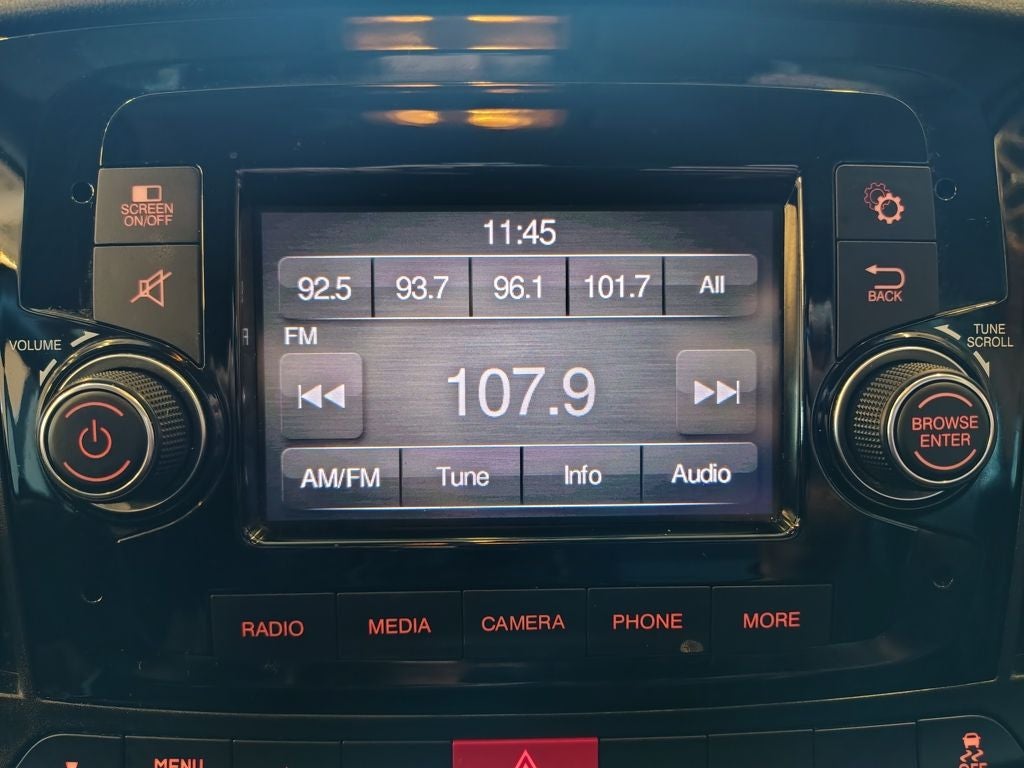 11:45
SCREEN
ON/OFF
92.5 93.7 96.1 101.7 All
BACK
FM
VOLUME
TUNE
SCROLL
107.9
BROWSE
ENTER
AM/FM Tune Info Audio
RADIO MEDIA CAMERA PHONE MORE
MENU
OFF